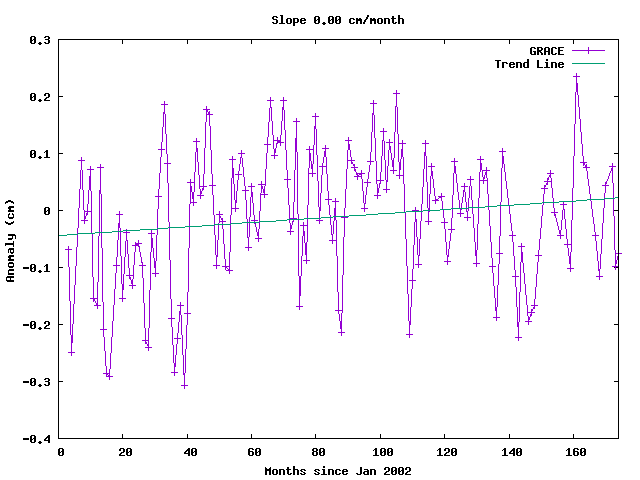 Slope 0.00 cm/month
GRACE
Trend Line
0.3
0.2
0.1
0
-0.1
-0.2
-0.3
-0.4
Anomaly (cm)
0 20 40 60 80 100 120 140 160
Months since Jan 2002